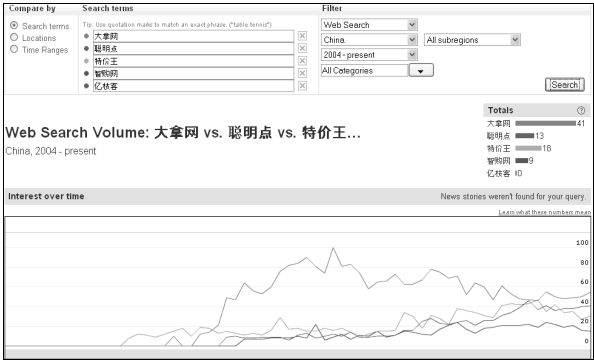 Compare by
Search terms
Locations
Time Ranges
Search terms
Tip: Use quotation marks to match an exact phrase. ("table tennis")
大拿网
聪明点
特价王
智购网
亿核客
Filter
Web Search
China
All subregions
2004 - present
All Categories
Search
Web Search Volume: 大拿网 vs. 聪明点 vs. 特价王...
China, 2004 - present
Totals
大拿网 41
聪明点 13
特价王 18
智购网 9
亿核客 0
Interest over time
News stories weren't found for your query.
Learn what these numbers mean
100
80
60
40
20
0